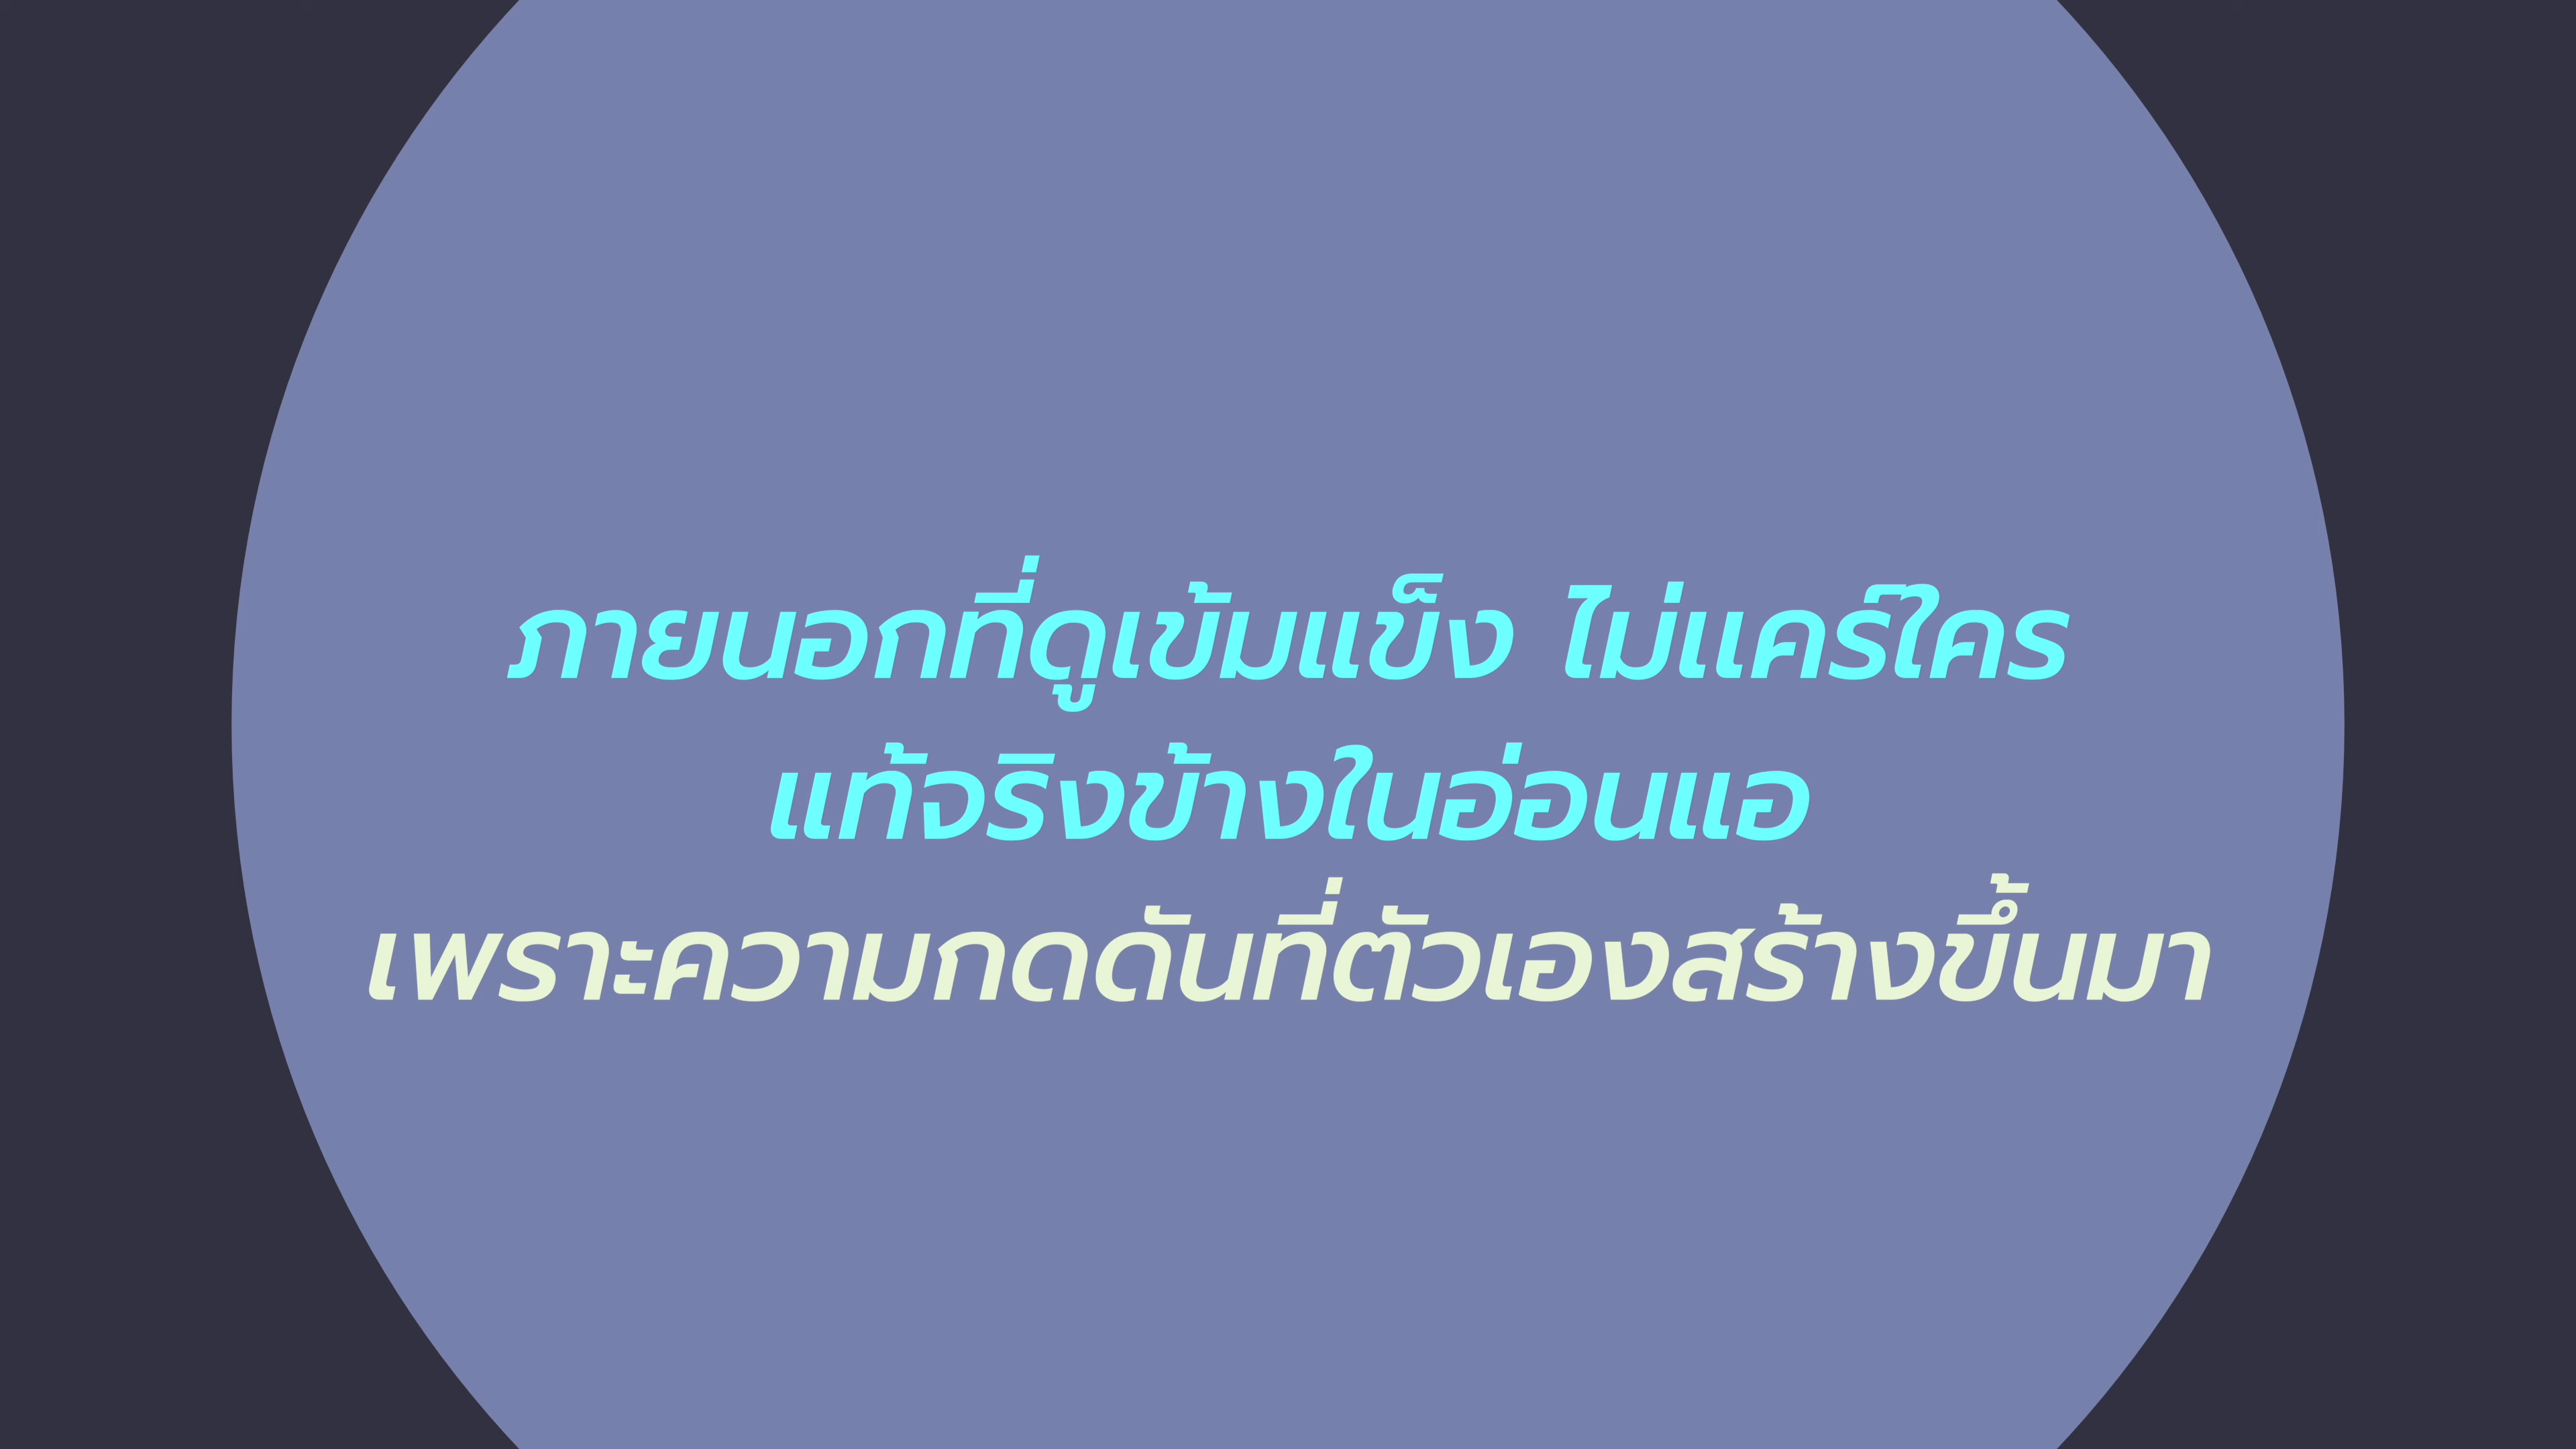 ภายนอกที่ดูเข้มแข็ง ไม่แคร์ใคร
แท้จริงข้างในอ่อนแอ
เพราะความกดดันที่ตัวเองสร้างขึ้นมา